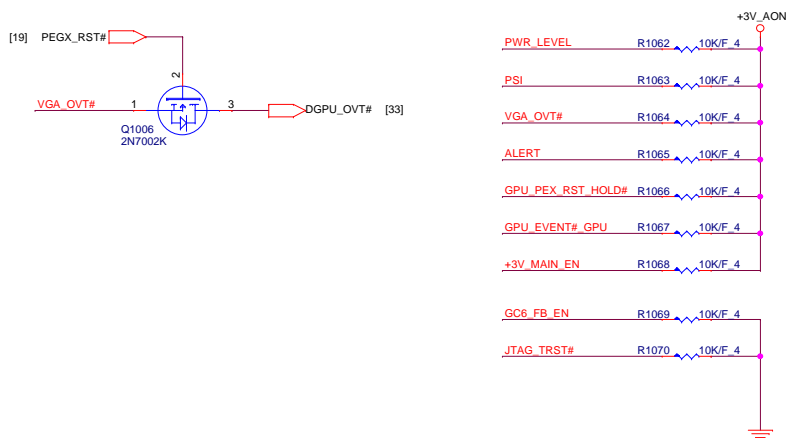 +3V_AON
[19] PEGX_RST#
2
VGA_OVT# 1 3 DGPU_OVT# [33]
Q1006
2N7002K
PWR_LEVEL R1062 10K/F_4
PSI R1063 10K/F_4
VGA_OVT# R1064 10K/F_4
ALERT R1065 10K/F_4
GPU_PEX_RST_HOLD# R1066 10K/F_4
GPU_EVENT#_GPU R1067 10K/F_4
+3V_MAIN_EN R1068 10K/F_4
GC6_FB_EN R1069 10K/F_4
JTAG_TRST# R1070 10K/F_4